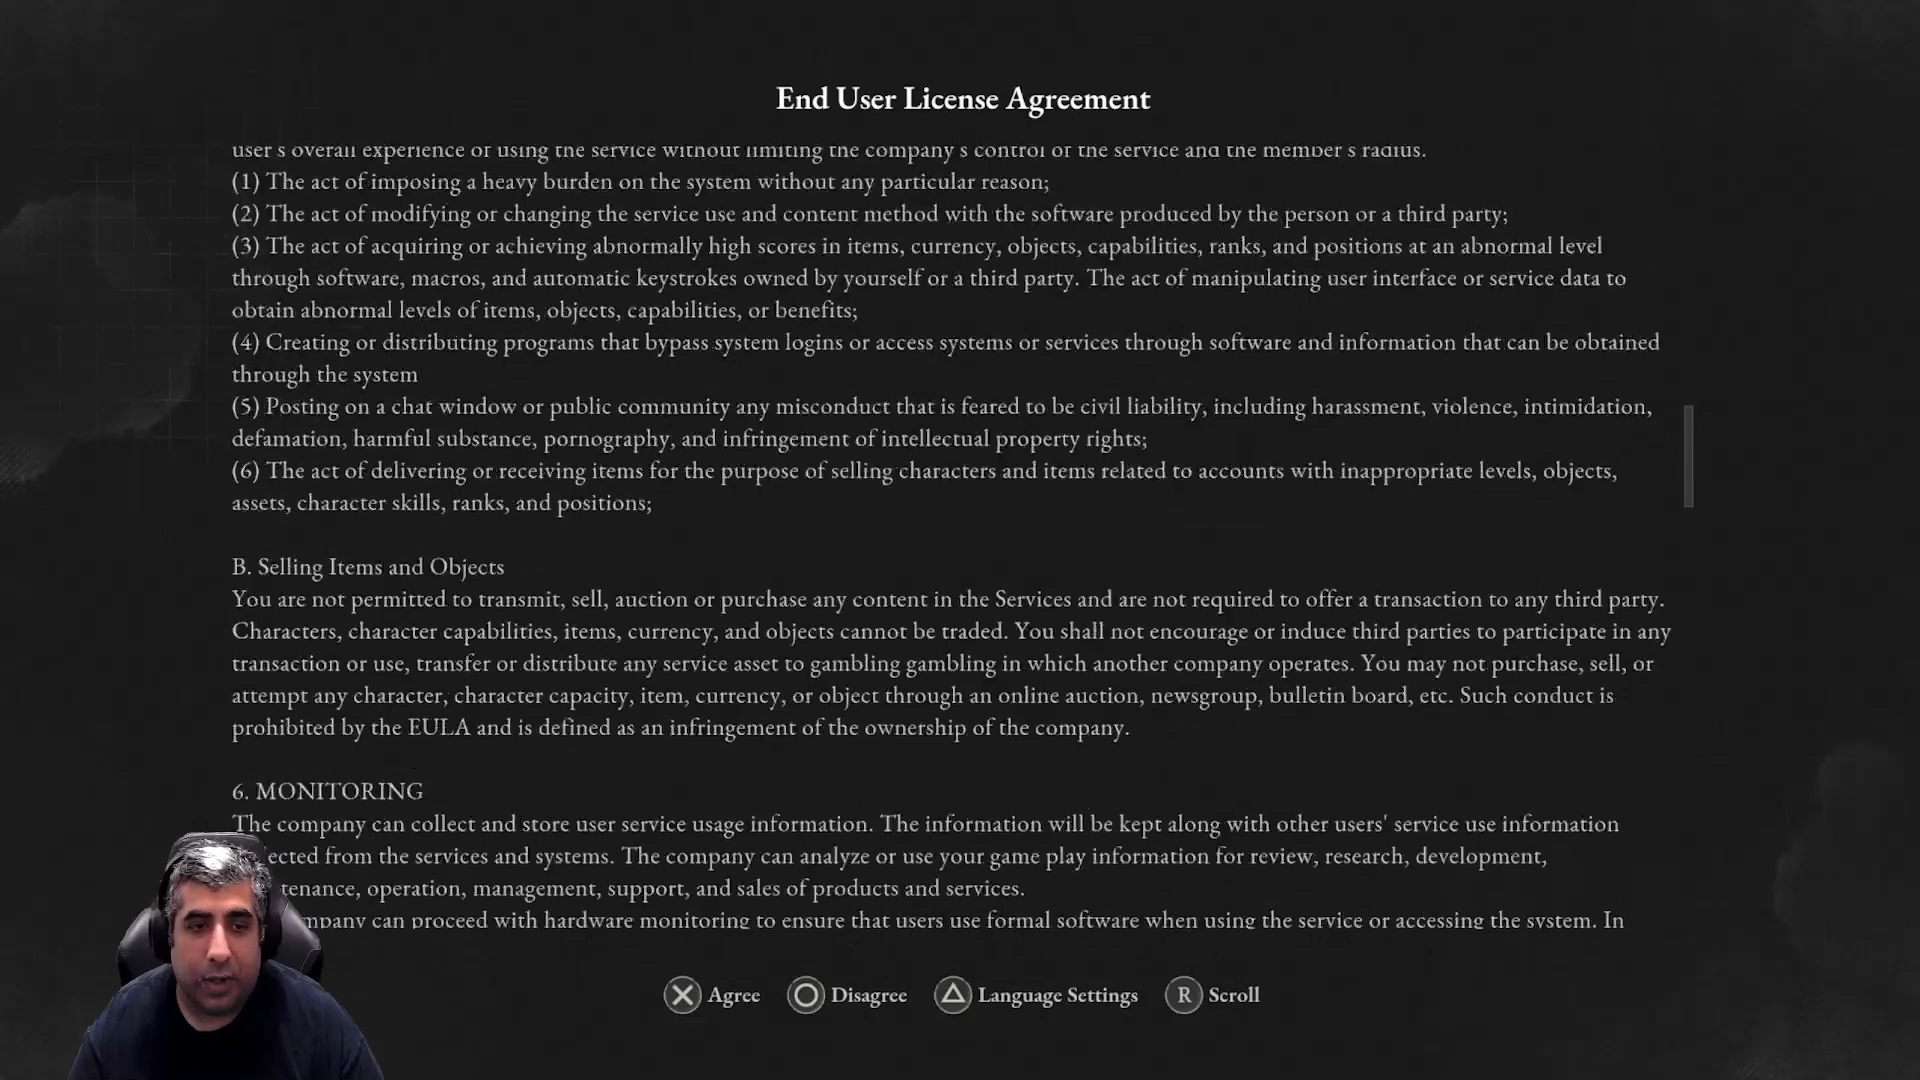 End User License Agreement
user's overall experience of using the service without limiting the company's control of the service and the member's radius.
(1) The act of imposing a heavy burden on the system without any particular reason;
(2) The act of modifying or changing the service use and content method with the software produced by the person or a third party;
(3) The act of acquiring or achieving abnormally high scores in items, currency, objects, capabilities, ranks, and positions at an abnormal level
through software, macros, and automatic keystrokes owned by yourself or a third party. The act of manipulating user interface or service data to
obtain abnormal levels of items, objects, capabilities, or benefits;
(4) Creating or distributing programs that bypass system logins or access systems or services through software and information that can be obtained
through the system
(5) Posting on a chat window or public community any misconduct that is feared to be civil liability, including harassment, violence, intimidation,
defamation, harmful substance, pornography, and infringement of intellectual property rights;
(6) The act of delivering or receiving items for the purpose of selling characters and items related to accounts with inappropriate levels, objects,
assets, character skills, ranks, and positions;
B. Selling Items and Objects
You are not permitted to transmit, sell, auction or purchase any content in the Services and are not required to offer a transaction to any third party.
Characters, character capabilities, items, currency, and objects cannot be traded. You shall not encourage or induce third parties to participate in any
transaction or use, transfer or distribute any service asset to gambling gambling in which another company operates. You may not purchase, sell, or
attempt any character, character capacity, item, currency, or object through an online auction, newsgroup, bulletin board, etc. Such conduct is
prohibited by the EULA and is defined as an infringement of the ownership of the company.
6. MONITORING
The company can collect and store user service usage information. The information will be kept along with other users' service use information
ected from the services and systems. The company can analyze or use your game play information for review, research, development,
tenance, operation, management, support, and sales of products and services.
mpany can proceed with hardware monitoring to ensure that users use formal software when using the service or accessing the system. In
Agree Disagree Language Settings R Scroll